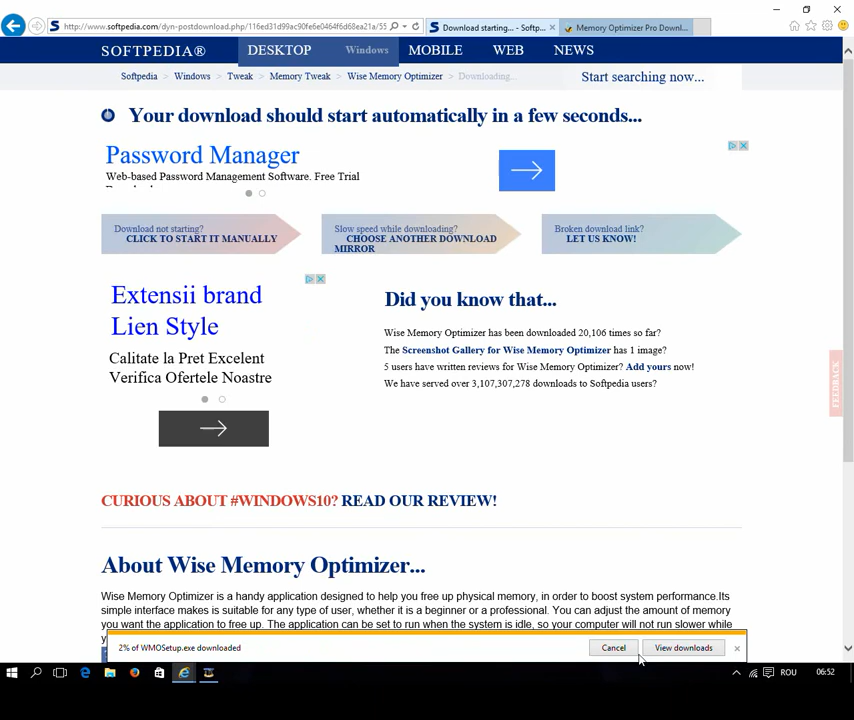 http://www.softpedia.com/dyn-postdownload.php/116ed31d99ac90fe6e0464f6d68ea21a/55
Download starting... - Softp...
Memory Optimizer Pro Downl...
SOFTPEDIA®
DESKTOP
Windows
MOBILE
WEB
NEWS
Softpedia > Windows > Tweak > Memory Tweak > Wise Memory Optimizer > Downloading...
Start searching now...
Your download should start automatically in a few seconds...
Password Manager
Web-based Password Management Software. Free Trial
Download not starting?
CLICK TO START IT MANUALLY
Slow speed while downloading?
CHOOSE ANOTHER DOWNLOAD
MIRROR
Broken download link?
LET US KNOW!
Extensii brand
Lien Style
Calitate la Pret Excelent
Verifica Ofertele Noastre
Did you know that...
Wise Memory Optimizer has been downloaded 20,106 times so far?
The Screenshot Gallery for Wise Memory Optimizer has 1 image?
5 users have written reviews for Wise Memory Optimizer? Add yours now!
We have served over 3,107,307,278 downloads to Softpedia users?
FEEDBACK
CURIOUS ABOUT #WINDOWS10? READ OUR REVIEW!
About Wise Memory Optimizer...
Wise Memory Optimizer is a handy application designed to help you free up physical memory, in order to boost system performance.Its
simple interface makes is suitable for any type of user, whether it is a beginner or a professional. You can adjust the amount of memory
you want the application to free up. The application can be set to run when the system is idle, so your computer will not run slower while
2% of WMOSetup.exe downloaded
Cancel
View downloads
ROU
06:52